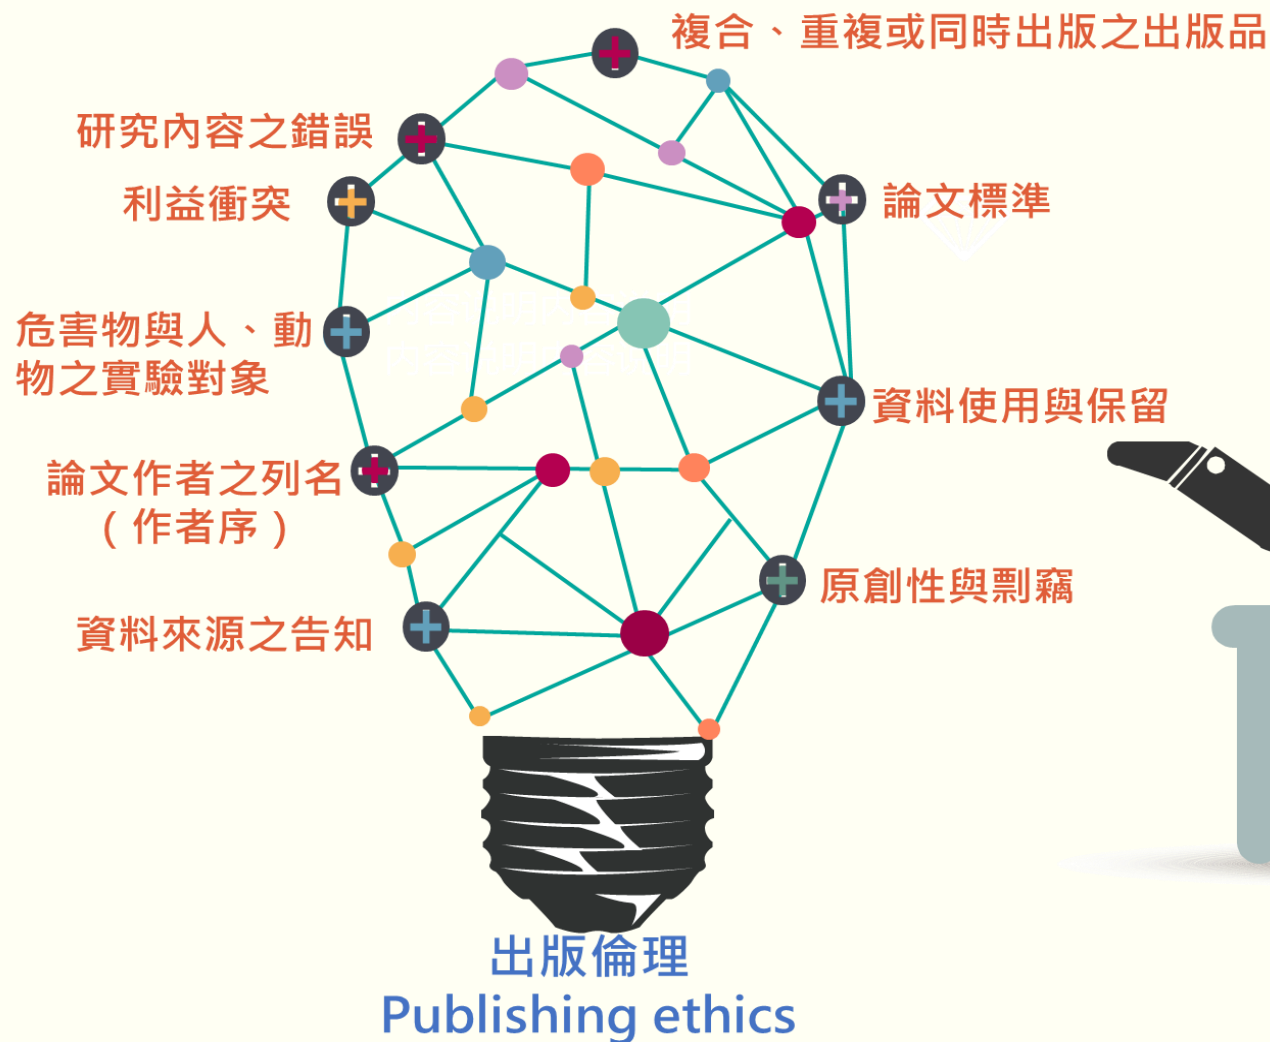 複合、重複或同時出版之出版品
研究內容之錯誤
利益衝突
論文標準
危害物與人、動
物之實驗對象
資料使用與保留
論文作者之列名
(作者序)
原創性與剽竊
資料來源之告知
出版倫理
Publishing ethics